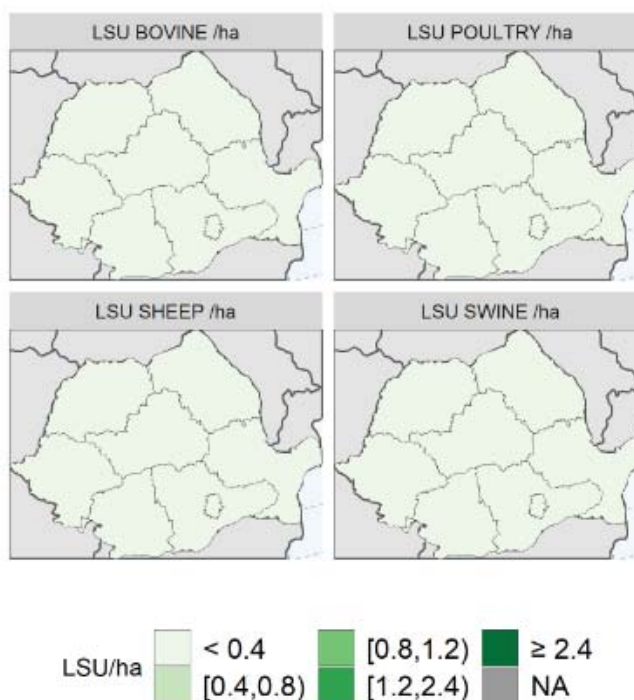 LSU BOVINE /ha
LSU POULTRY /ha
LSU SHEEP /ha
LSU SWINE /ha
LSU/ha
< 0.4
[0.8,1.2)
≥ 2.4
[0.4,0.8)
[1.2,2.4)
NA